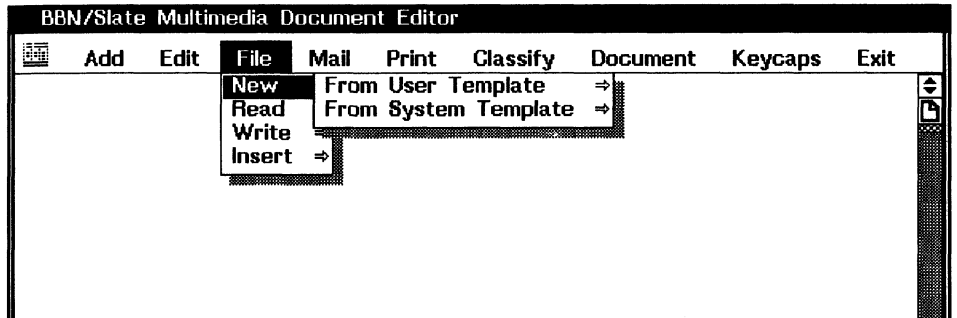 BBN/Slate Multimedia Document Editor
Add Edit File Mail Print Classify Document Keycaps Exit
New From User Template ⇒
Read From System Template ⇒
Write
Insert ⇒